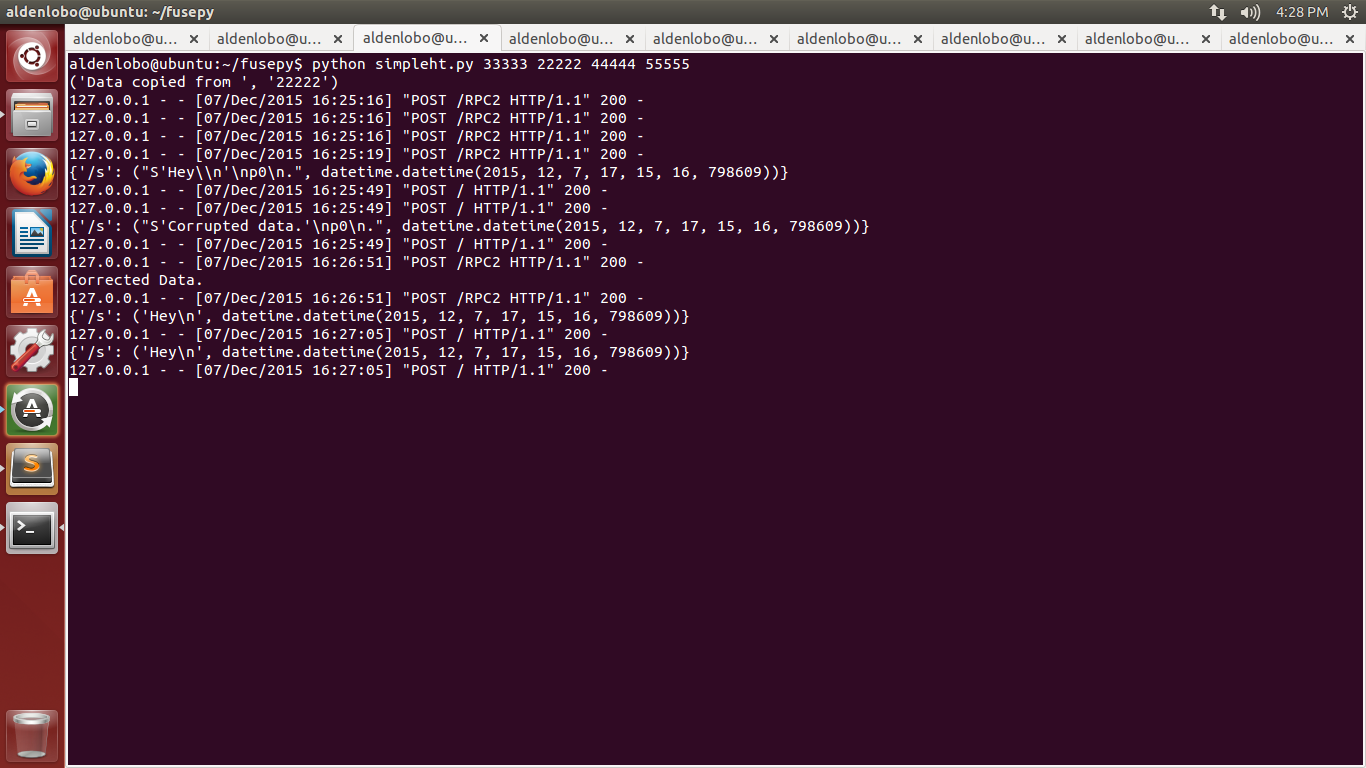 aldenlobo@ubuntu: ~/fusepy
4:28 PM
aldenlobo@u... × aldenlobo@u... × aldenlobo@u... × aldenlobo@u... × aldenlobo@u... × aldenlobo@u... × aldenlobo@u... × aldenlobo@u... × aldenlobo@u... ×
aldenlobo@ubuntu:~/fusepy$ python simpleht.py 33333 22222 44444 55555
('Data copied from ', '22222')
127.0.0.1 - - [07/Dec/2015 16:25:16] "POST /RPC2 HTTP/1.1" 200 -
127.0.0.1 - - [07/Dec/2015 16:25:16] "POST /RPC2 HTTP/1.1" 200 -
127.0.0.1 - - [07/Dec/2015 16:25:16] "POST /RPC2 HTTP/1.1" 200 -
127.0.0.1 - - [07/Dec/2015 16:25:19] "POST /RPC2 HTTP/1.1" 200 -
{'/s': ("S'Hey\\n'\np0\n.", datetime.datetime(2015, 12, 7, 17, 15, 16, 798609))}
127.0.0.1 - - [07/Dec/2015 16:25:49] "POST / HTTP/1.1" 200 -
127.0.0.1 - - [07/Dec/2015 16:25:49] "POST / HTTP/1.1" 200 -
{'/s': ("S'Corrupted data.'\np0\n.", datetime.datetime(2015, 12, 7, 17, 15, 16, 798609))}
127.0.0.1 - - [07/Dec/2015 16:25:49] "POST / HTTP/1.1" 200 -
127.0.0.1 - - [07/Dec/2015 16:26:51] "POST /RPC2 HTTP/1.1" 200 -
Corrected Data.
127.0.0.1 - - [07/Dec/2015 16:26:51] "POST /RPC2 HTTP/1.1" 200 -
{'/s': ('Hey\n', datetime.datetime(2015, 12, 7, 17, 15, 16, 798609))}
127.0.0.1 - - [07/Dec/2015 16:27:05] "POST / HTTP/1.1" 200 -
{'/s': ('Hey\n', datetime.datetime(2015, 12, 7, 17, 15, 16, 798609))}
127.0.0.1 - - [07/Dec/2015 16:27:05] "POST / HTTP/1.1" 200 -